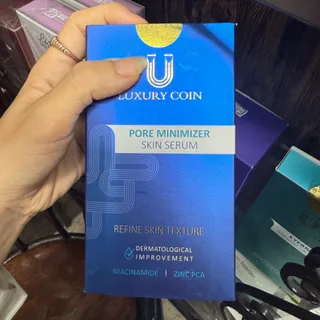 LUXURY COIN
PORE MINIMIZER
SKIN SERUM
REFINE SKIN TEXTURE
DERMATOLOGICAL
IMPROVEMENT
NIACINAMIDE | ZINC PCA